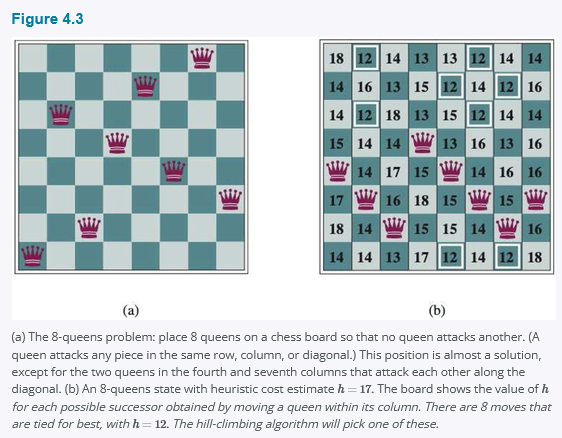 Figure 4.3
18 12 14 13 13 12 14 14
14 16 13 15 12 14 12 16
14 12 18 13 15 12 14 14
15 14 14 13 16 13 16
14 17 15 14 16 16
17 16 18 15 15
18 14 15 15 14 16
14 14 13 17 12 14 12 18
(a)
(b)
(a) The 8-queens problem: place 8 queens on a chess board so that no queen attacks another. (A
queen attacks any piece in the same row, column, or diagonal.) This position is almost a solution,
except for the two queens in the fourth and seventh columns that attack each other along the
diagonal. (b) An 8-queens state with heuristic cost estimate h = 17. The board shows the value of h
for each possible successor obtained by moving a queen within its column. There are 8 moves that
are tied for best, with h = 12. The hill-climbing algorithm will pick one of these.